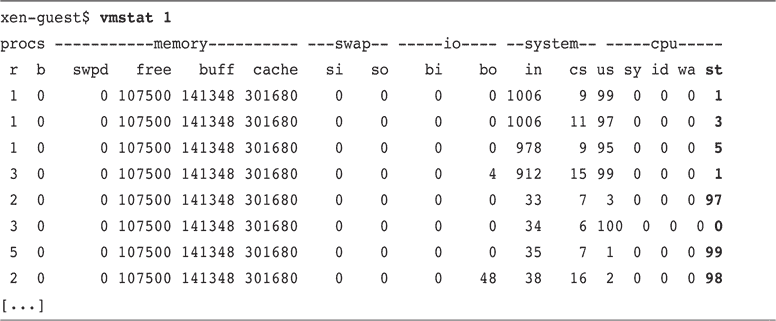 xen-guest$ vmstat 1
procs -----------memory---------- ---swap-- -----io---- --system-- -----cpu-----
 r  b   swpd   free   buff  cache   si   so    bi    bo   in   cs us sy id wa st
 1  0      0 107500 141348 301680    0    0     0     0 1006    9 99  0  0  0  1
 1  0      0 107500 141348 301680    0    0     0     0 1006   11 97  0  0  0  3
 1  0      0 107500 141348 301680    0    0     0     0  978    9 95  0  0  0  5
 3  0      0 107500 141348 301680    0    0     0     4  912   15 99  0  0  0  1
 2  0      0 107500 141348 301680    0    0     0     0   33    7  3  0  0  0 97
 3  0      0 107500 141348 301680    0    0     0     0   34    6 100  0  0  0  0
 5  0      0 107500 141348 301680    0    0     0     0   35    7  1  0  0  0 99
 2  0      0 107500 141348 301680    0    0     0    48   38   16  2  0  0  0 98
[...]